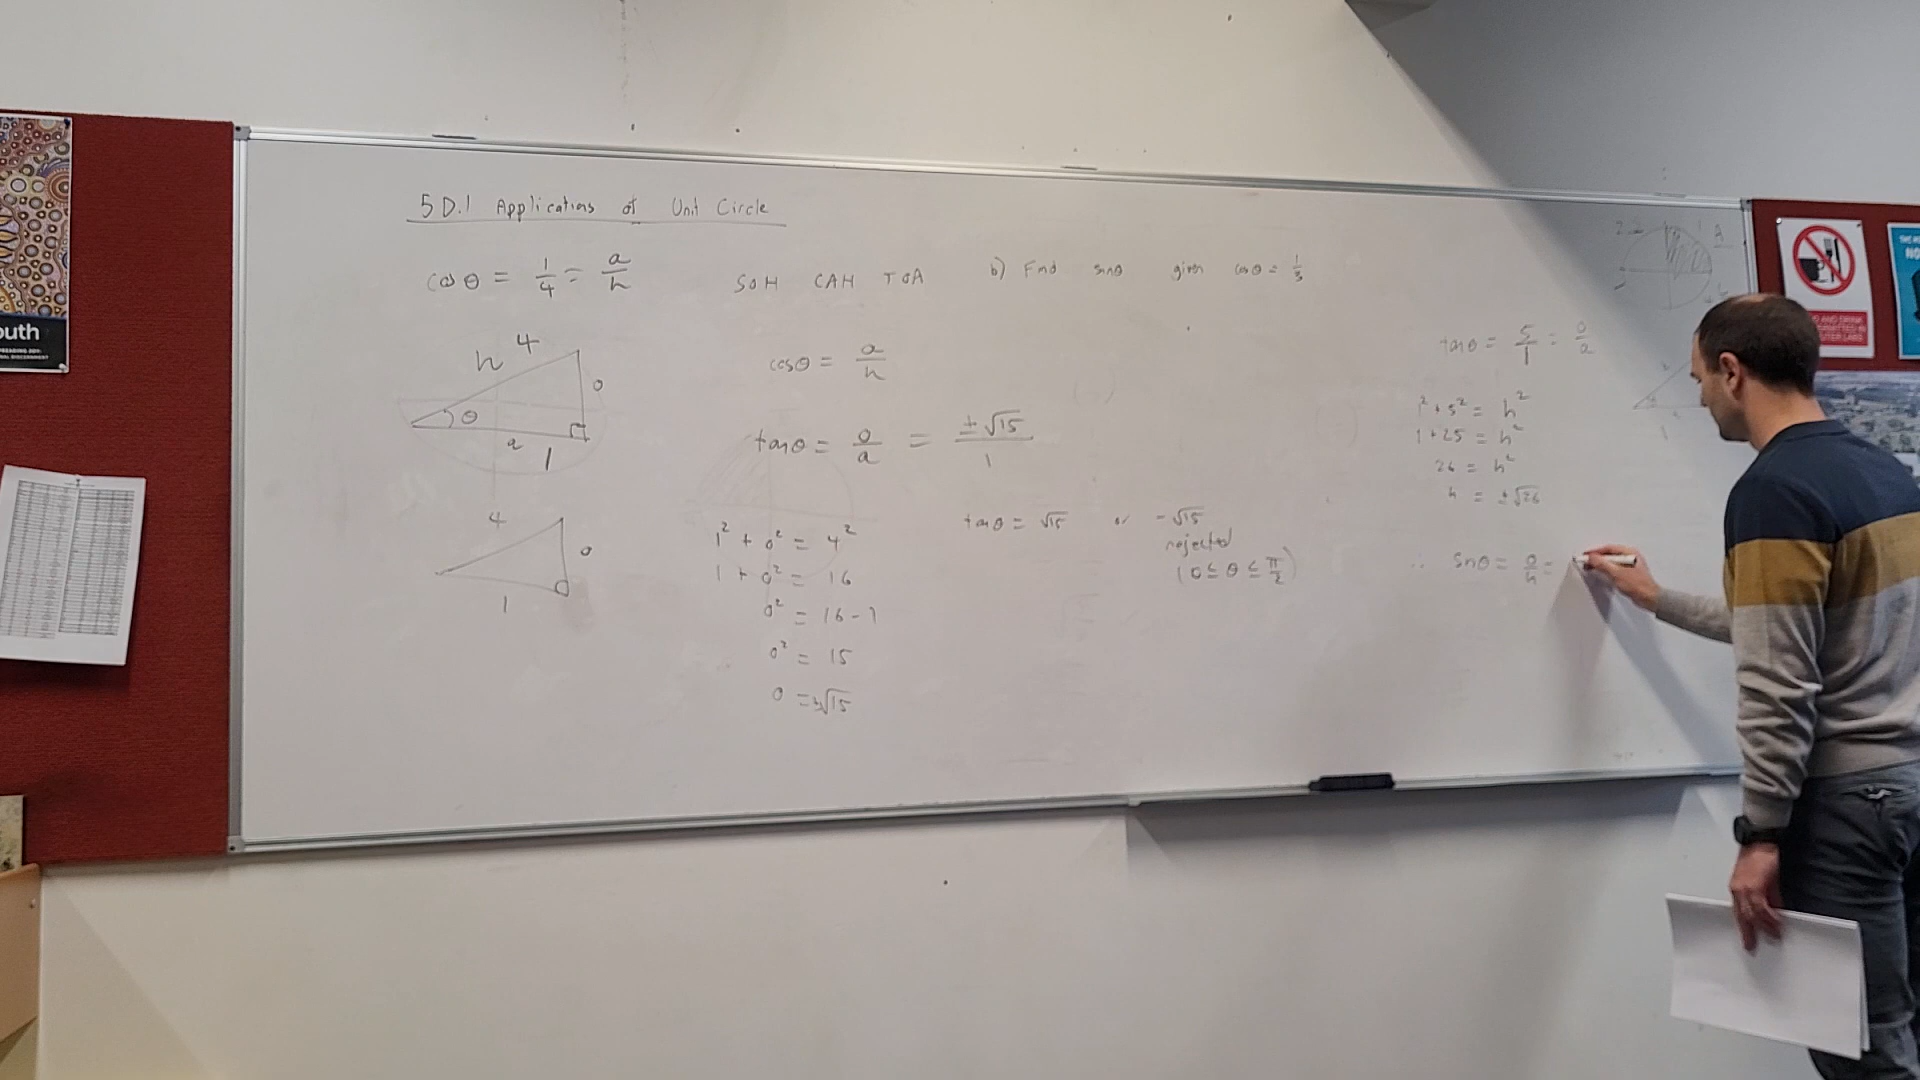 5D.1 Applications of Unit Circle
cos θ = 1/4 = a/h
SOH CAH TOA
h 4
θ
o
a
1
4
o
1
cosθ = a/h
tanθ = o/a = ±√15/1
1² + o² = 4²
1 + o² = 16
o² = 16 - 1
o² = 15
o = ±√15
tanθ = √15 or -√15
rejected
(0 ≤ θ ≤ π/2)
b) Find sinθ given cosθ = 1/3
tanθ = 5/1 = o/a
1² + 5² = h²
1 + 25 = h²
26 = h²
h = ±√26
∴ sinθ = o/h =
outh